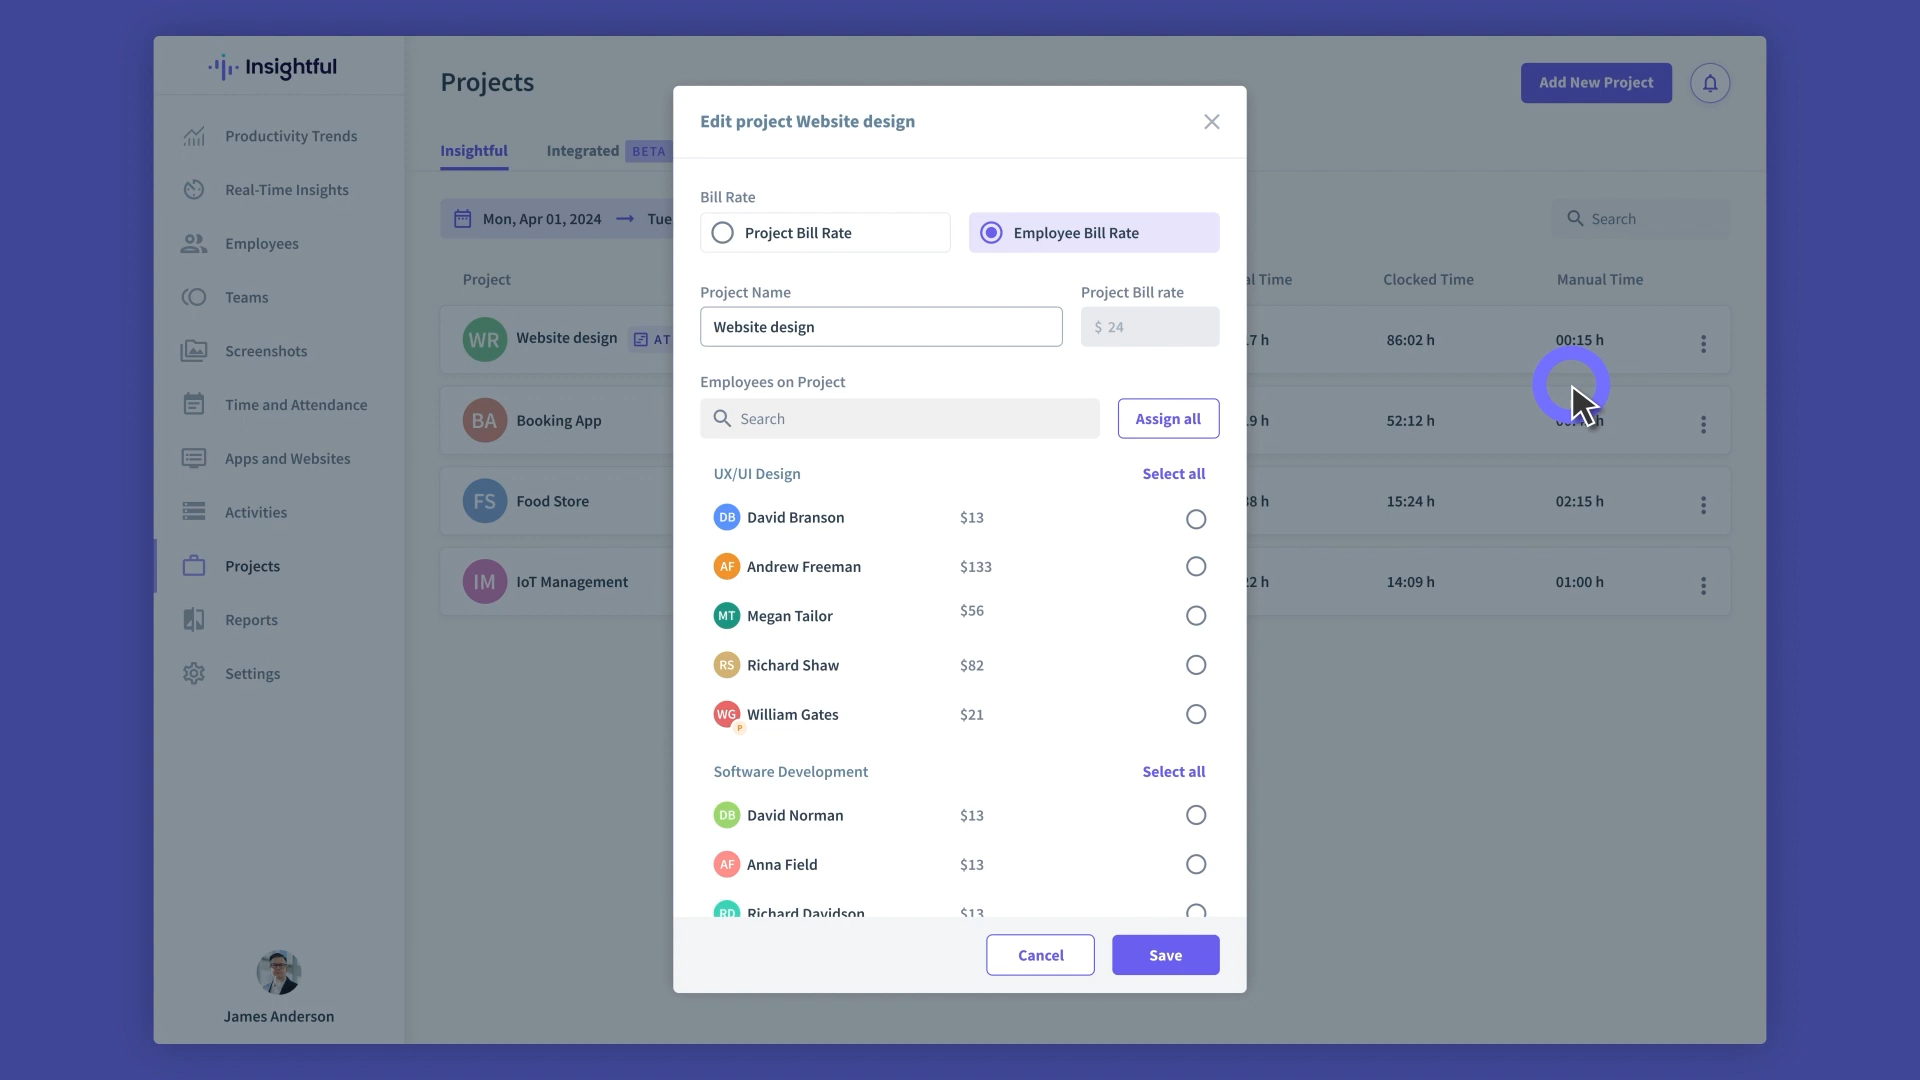 Insightful
Productivity Trends
Real-Time Insights
Employees
Teams
Screenshots
Time and Attendance
Apps and Websites
Activities
Projects
Reports
Settings
James Anderson
Projects
Add New Project
Insightful
Integrated BETA
Mon, Apr 01, 2024 → Tue
Search
Project
Clocked Time
Manual Time
WR Website design AT
17 h
86:02 h
00:15 h
BA Booking App
52:12 h
FS Food Store
15:24 h
02:15 h
IM IoT Management
14:09 h
01:00 h
Edit project Website design
Bill Rate
Project Bill Rate
Employee Bill Rate
Project Name
Project Bill rate
Website design
$ 24
Employees on Project
Search
Assign all
UX/UI Design
Select all
DB David Branson $13
AF Andrew Freeman $133
MT Megan Tailor $56
RS Richard Shaw $82
WG P William Gates $21
Software Development
Select all
DB David Norman $13
AF Anna Field $13
RD Richard Davidson $13
Cancel
Save